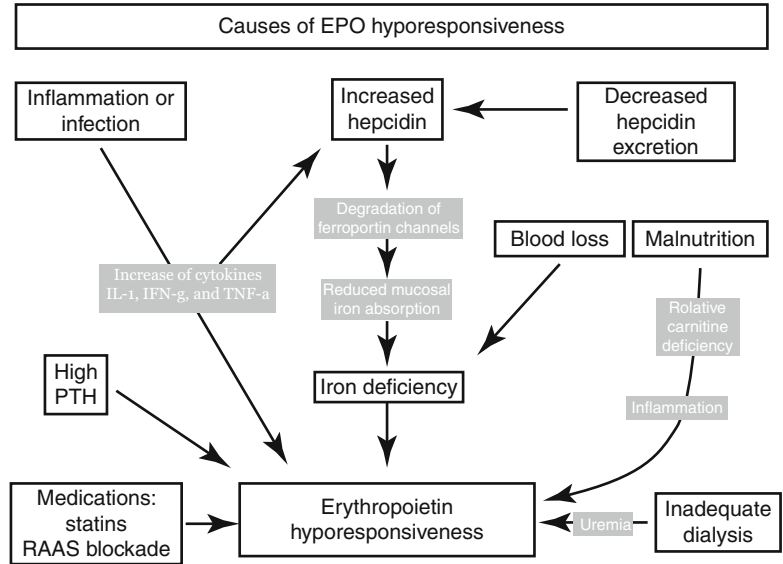 Causes of EPO hyporesponsiveness
Inflammation or
infection
Increased
hepcidin
Decreased
hepcidin
excretion
Degradation of
ferroportin channels
Blood loss
Malnutrition
Increase of cytokines
IL-1, IFN-g, and TNF-a
Reduced mucosal
iron absorption
Rolative
carnitine
deficiency
High
PTH
Iron deficiency
Inflammation
Medications:
statins
RAAS blockade
Erythropoietin
hyporesponsiveness
Uremia
Inadequate
dialysis